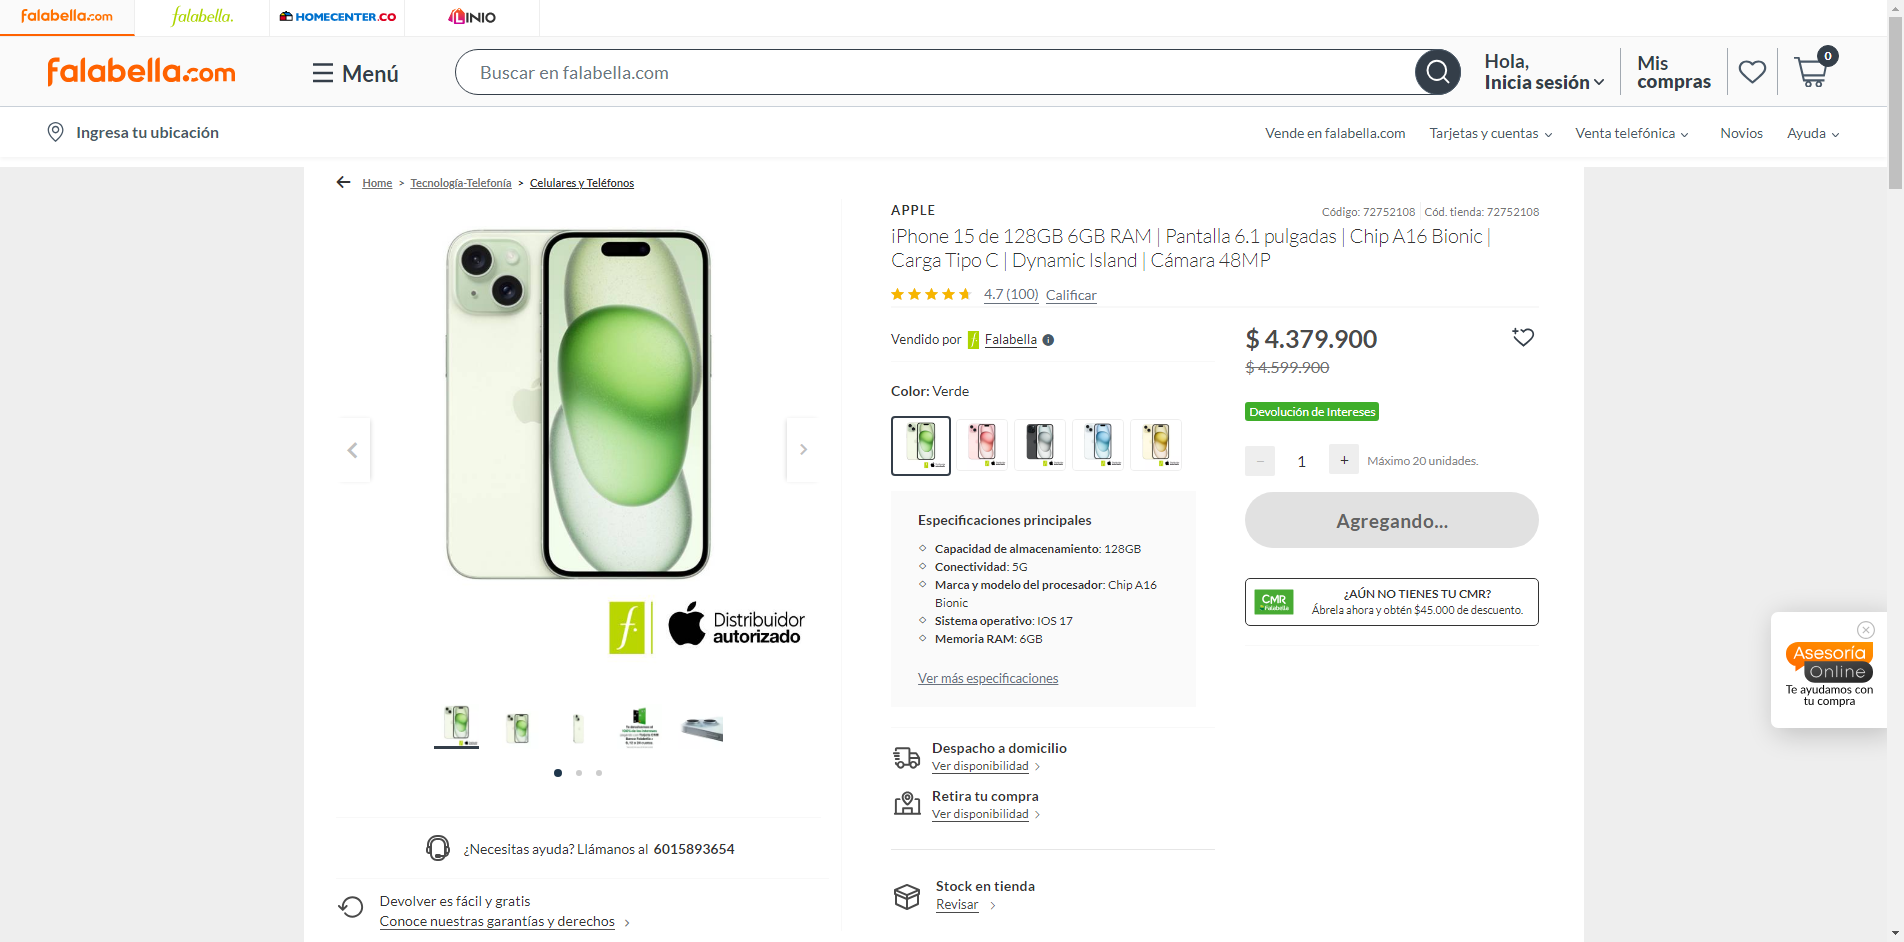 falabella.com
falabella.
HOMECENTER.CO
LINIO
falabella.com
Menú
Buscar en falabella.com
Hola,
Inicia sesión
Mis
compras
0
Ingresa tu ubicación
Vende en falabella.com
Tarjetas y cuentas
Venta telefónica
Novios
Ayuda
Home > Tecnología-Telefonía > Celulares y Teléfonos
APPLE
Código: 72752108
Cód. tienda: 72752108
iPhone 15 de 128GB 6GB RAM | Pantalla 6.1 pulgadas | Chip A16 Bionic |
Carga Tipo C | Dynamic Island | Cámara 48MP
4.7 (100)
Calificar
Vendido por
f.
Falabella
$ 4.379.900
$ 4.599.900
Color: Verde
Devolución de Intereses
−
1
+
Máximo 20 unidades.
Agregando...
Especificaciones principales
Capacidad de almacenamiento: 128GB
Conectividad: 5G
Marca y modelo del procesador: Chip A16
Bionic
Sistema operativo: IOS 17
Memoria RAM: 6GB
Ver más especificaciones
CMR
Falabella
¿AÚN NO TIENES TU CMR?
Ábrela ahora y obtén $45.000 de descuento.
f.
Distribuidor
autorizado
Asesoría
Online
Te ayudamos con
tu compra
Despacho a domicilio
Ver disponibilidad
Retira tu compra
Ver disponibilidad
¿Necesitas ayuda? Llámanos al 6015893654
Stock en tienda
Revisar
Devolver es fácil y gratis
Conoce nuestras garantías y derechos